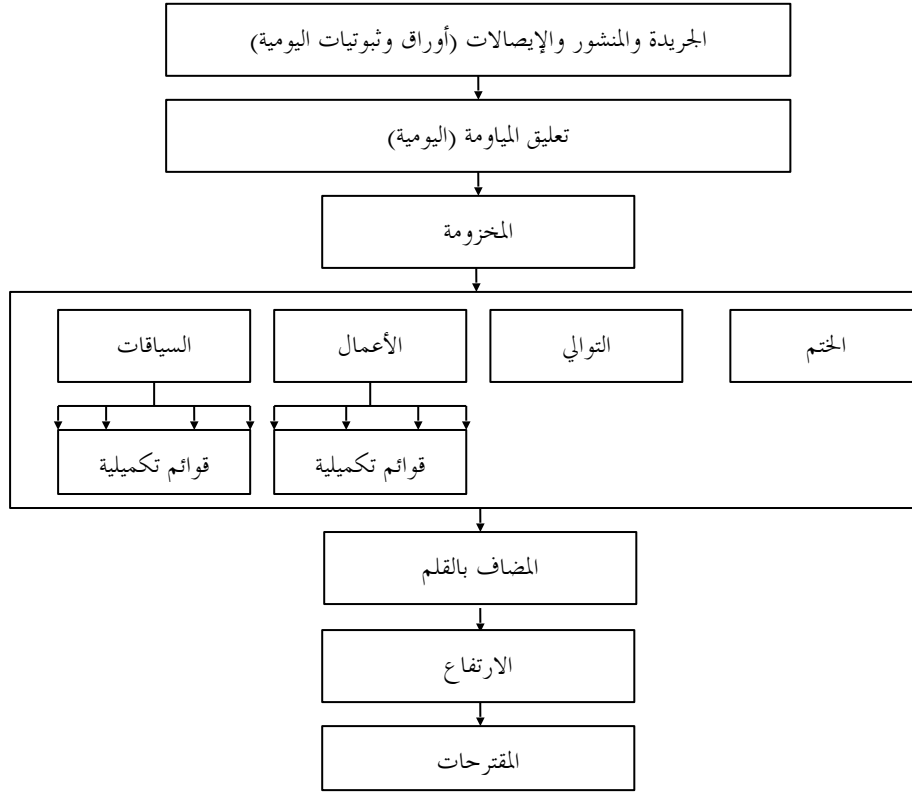 الجريدة والمنشور والإيصالات (أوراق وثبوتيات اليومية)
تعليق المياومة (اليومية)
المخزومة
الختم
التوالي
الأعمال
السياقات
قوائم تكميلية
قوائم تكميلية
المضاف بالقلم
الارتفاع
المقترحات